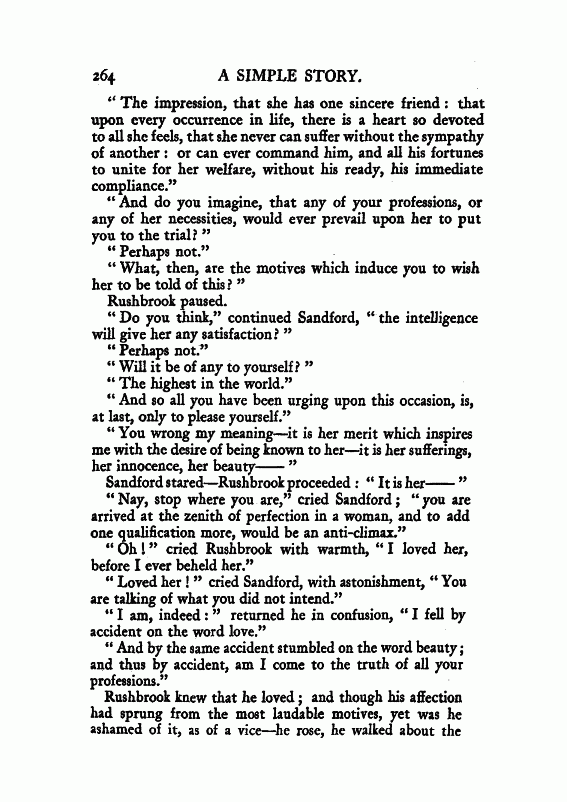 264 A SIMPLE STORY.
“ The impression, that she has one sincere friend : that
upon every occurrence in life, there is a heart so devoted
to all she feels, that she never can suffer without the sympathy
of another : or can ever command him, and all his fortunes
to unite for her welfare, without his ready, his immediate
compliance.”
“ And do you imagine, that any of your professions, or
any of her necessities, would ever prevail upon her to put
you to the trial? ”
“ Perhaps not.”
“ What, then, are the motives which induce you to wish
her to be told of this? ”
Rushbrook paused.
“ Do you think,” continued Sandford, “ the intelligence
will give her any satisfaction? ”
“ Perhaps not.”
“ Will it be of any to yourself? ”
“ The highest in the world.”
“ And so all you have been urging upon this occasion, is,
at last, only to please yourself.”
“ You wrong my meaning—it is her merit which inspires
me with the desire of being known to her—it is her sufferings,
her innocence, her beauty—— ”
Sandford stared—Rushbrook proceeded : “ It is her—— ”
“ Nay, stop where you are,” cried Sandford ; “ you are
arrived at the zenith of perfection in a woman, and to add
one qualification more, would be an anti-climax.”
“ Oh ! ” cried Rushbrook with warmth, “ I loved her,
before I ever beheld her.”
“ Loved her ! ” cried Sandford, with astonishment, “ You
are talking of what you did not intend.”
“ I am, indeed : ” returned he in confusion, “ I fell by
accident on the word love.”
“ And by the same accident stumbled on the word beauty ;
and thus by accident, am I come to the truth of all your
professions.”
Rushbrook knew that he loved ; and though his affection
had sprung from the most laudable motives, yet was he
ashamed of it, as of a vice—he rose, he walked about the